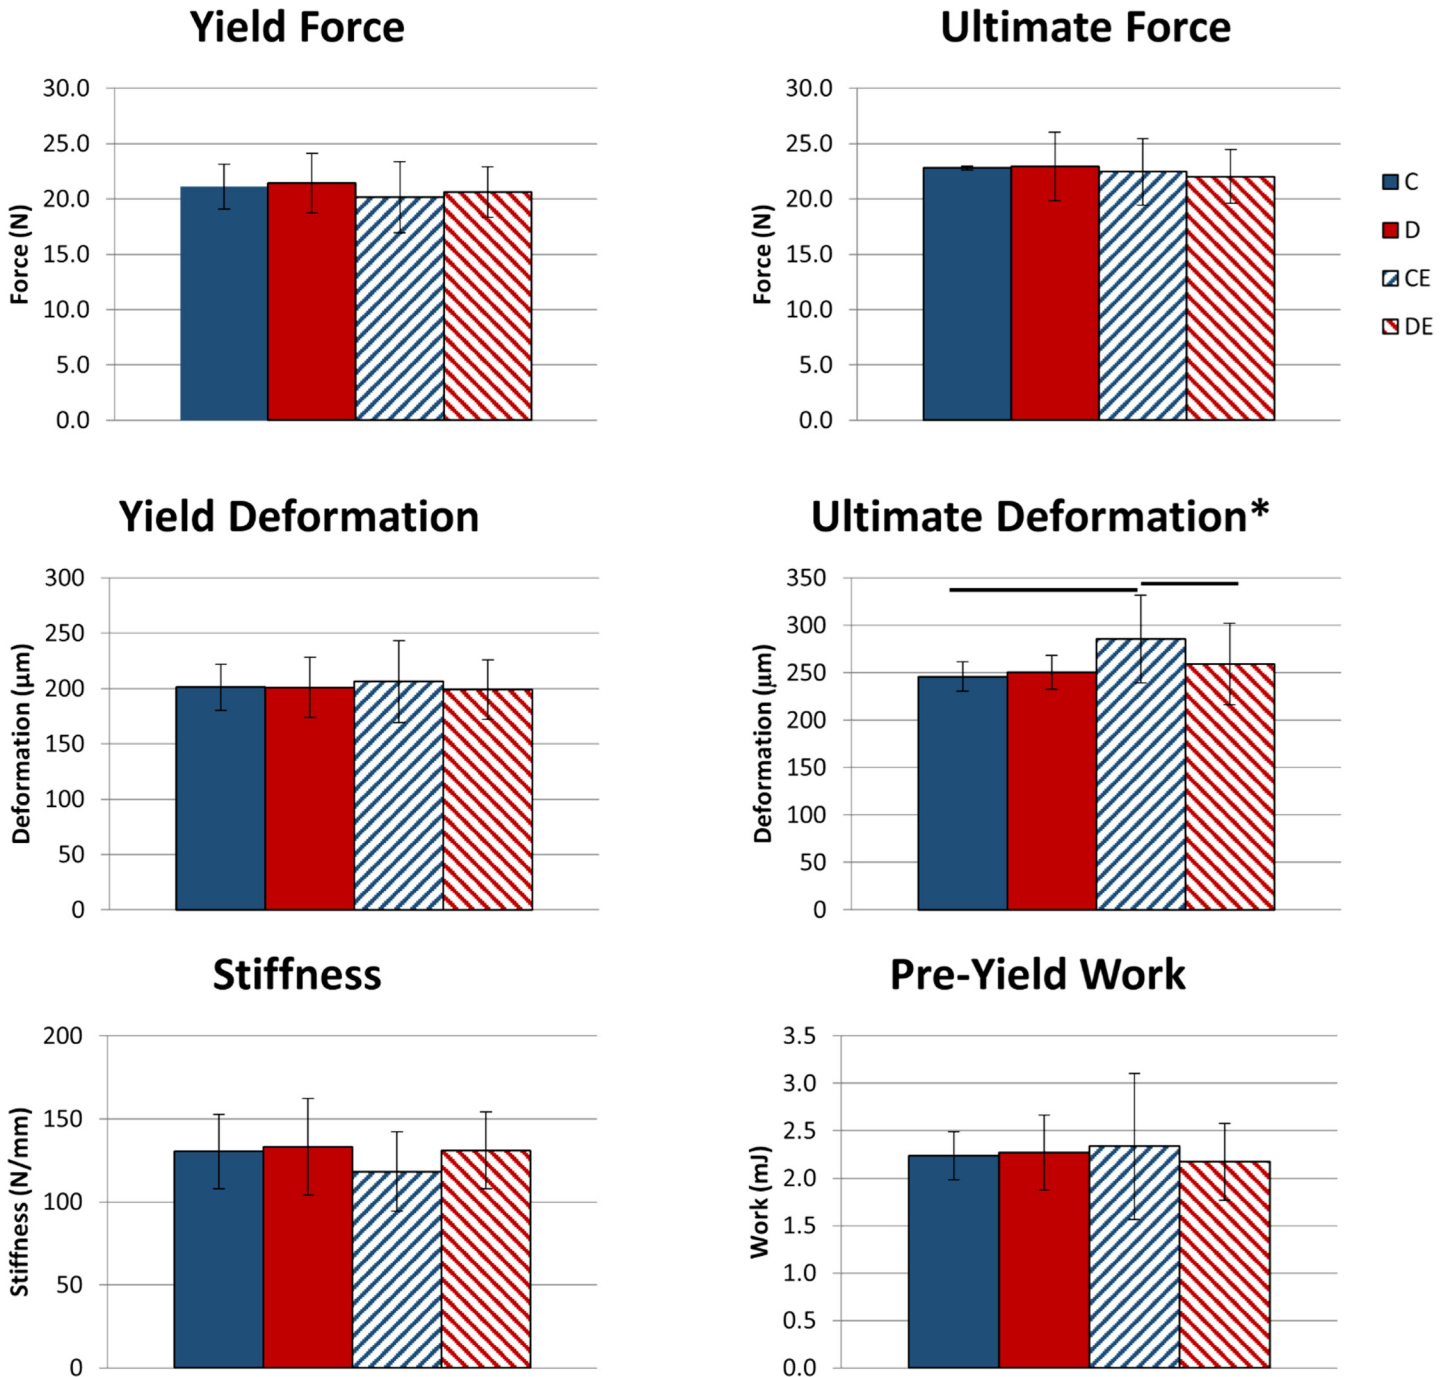 Yield Force
Ultimate Force
30.0
25.0
20.0
15.0
10.0
5.0
0.0
Force (N)
30.0
25.0
20.0
15.0
10.0
5.0
0.0
Force (N)
C
D
CE
DE
Yield Deformation
Ultimate Deformation*
300
250
200
150
100
50
0
Deformation (μm)
350
300
250
200
150
100
50
0
Deformation (μm)
Stiffness
Pre-Yield Work
200
150
100
50
0
Stiffness (N/mm)
3.5
3.0
2.5
2.0
1.5
1.0
0.5
0.0
Work (mJ)